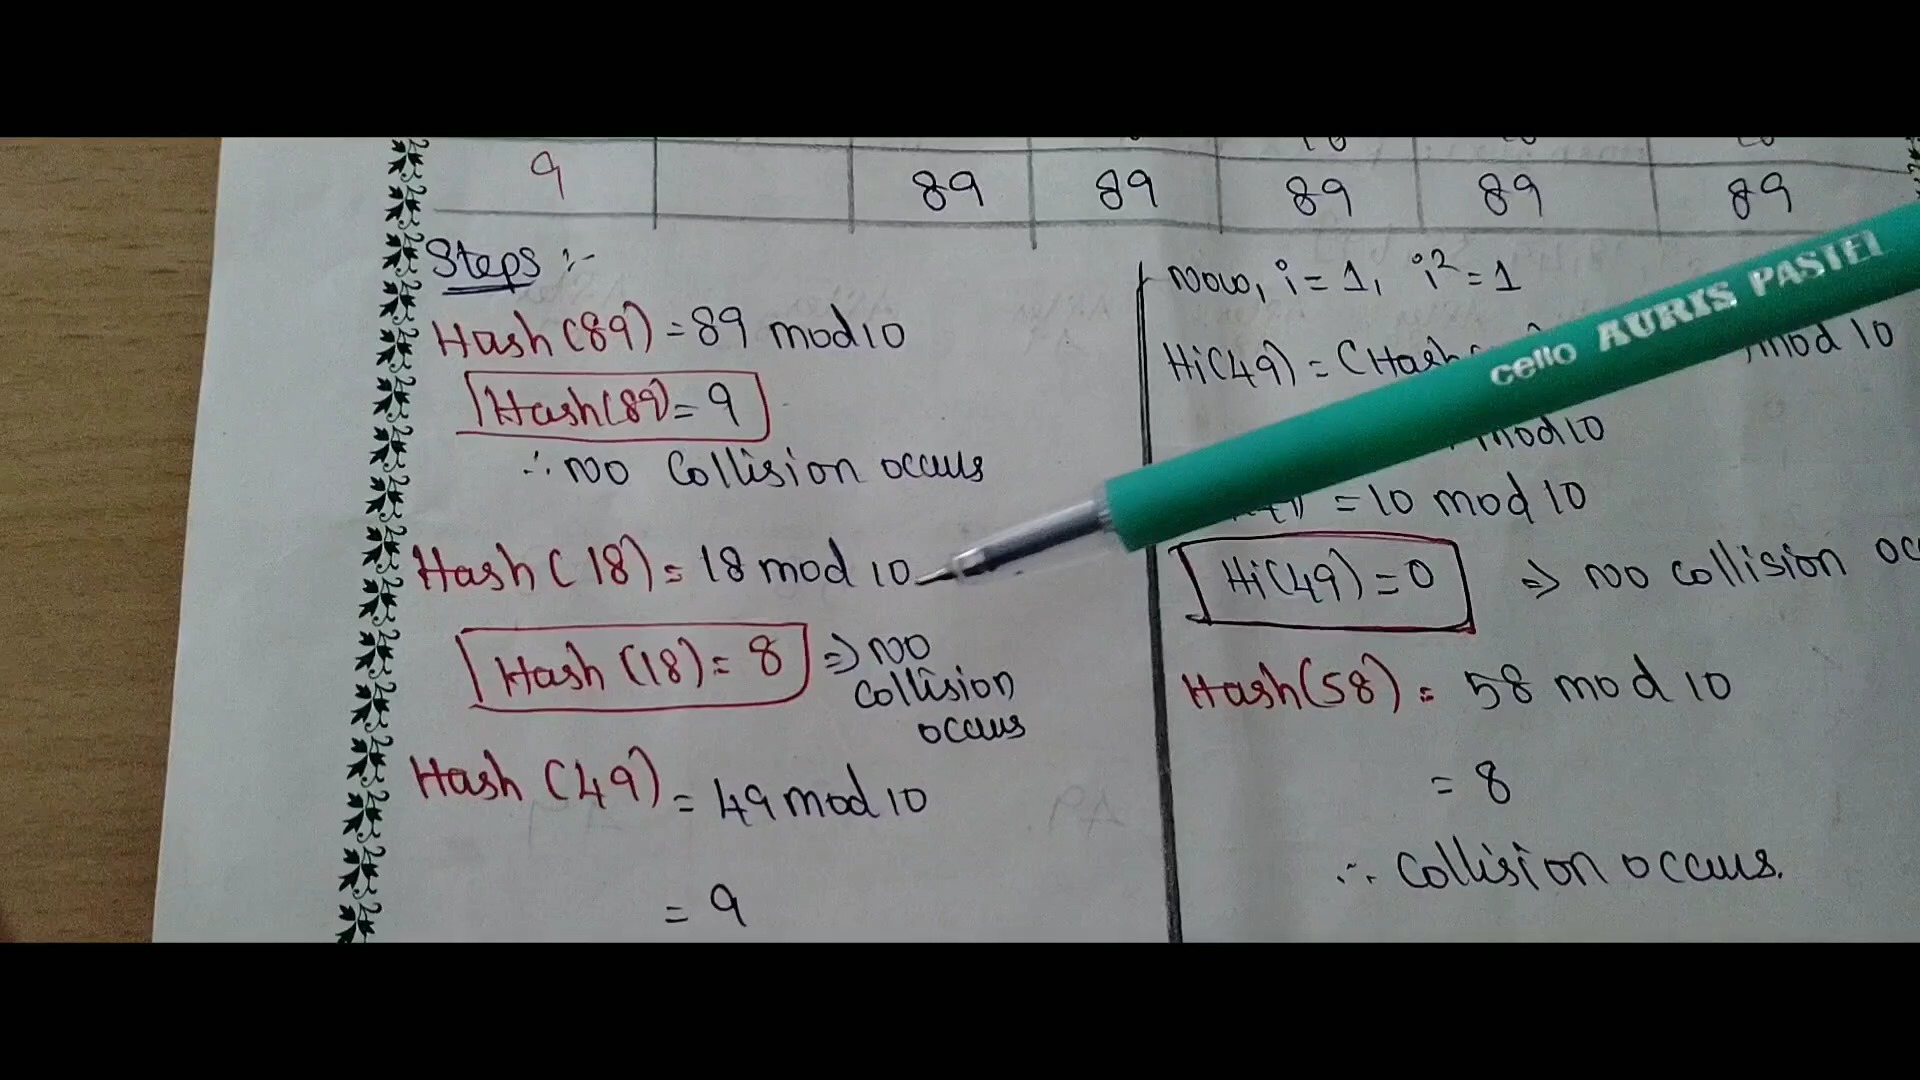 9 89 89 89 89 89
Steps :-
Hash (89) = 89 mod 10
Hash (89) = 9
∴ no collision occurs
Hash (18) = 18 mod 10
Hash (18) = 8 ⇒ no
collision
occurs
Hash (49) = 49 mod 10
= 9
Now, i = 1, i² = 1
Hi(49) = (Hash mod 10
mod 10
= 10 mod 10
Hi(49) = 0 ⇒ no collision oc
Hash (58) = 58 mod 10
= 8
∴ Collision occurs.
cello AURIS PASTEL